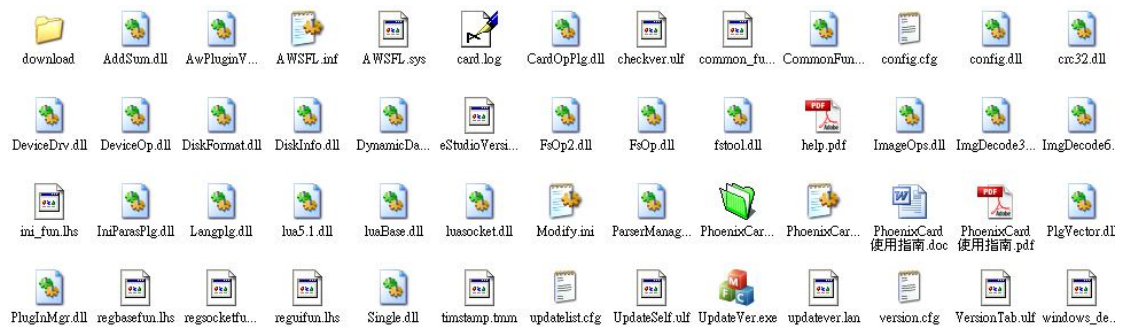 download AddSum.dll AwPluginV... AWSFL.inf AWSFL.sys card.log CardOpPlg.dll checkver.ulf common_fu... CommonFun... config.cfg config.dll crc32.dll
DeviceDrv.dll DeviceOp.dll DiskFormat.dll DiskInfo.dll DynamicDa... eStudioVersi... FsOp2.dll FsOp.dll fstool.dll help.pdf ImageOps.dll ImgDecode3... ImgDecode6.
ini_fun.lhs IniParasPlg.dll Langplg.dll lua5.1.dll luaBase.dll luasocket.dll Modify.ini ParserManag... PhoenixCar... PhoenixCar... PhoenixCard PhoenixCard PlgVector.dl
使用指南.doc 使用指南.pdf
PlugInMgr.dll regbasefun.lhs regsocketfu... reguifun.lhs Single.dll timstamp.tmm updatelist.cfg UpdateSelf.ulf UpdateVer.exe updatever.lan version.cfg VersionTab.ulf windows_de..